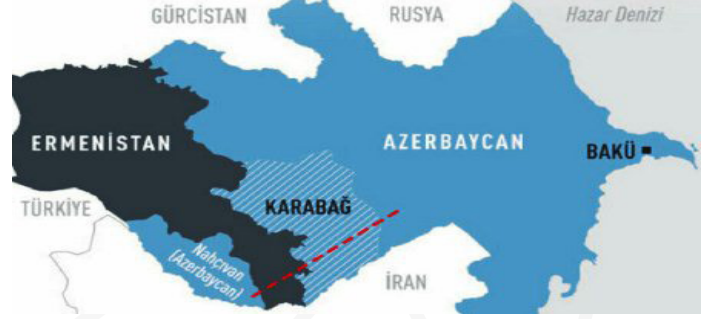 GÜRCİSTAN
RUSYA
Hazar Denizi
ERMENİSTAN
AZERBAYCAN
BAKÜ
TÜRKİYE
KARABAĞ
Nahçıvan
(Azerbaycan)
İRAN